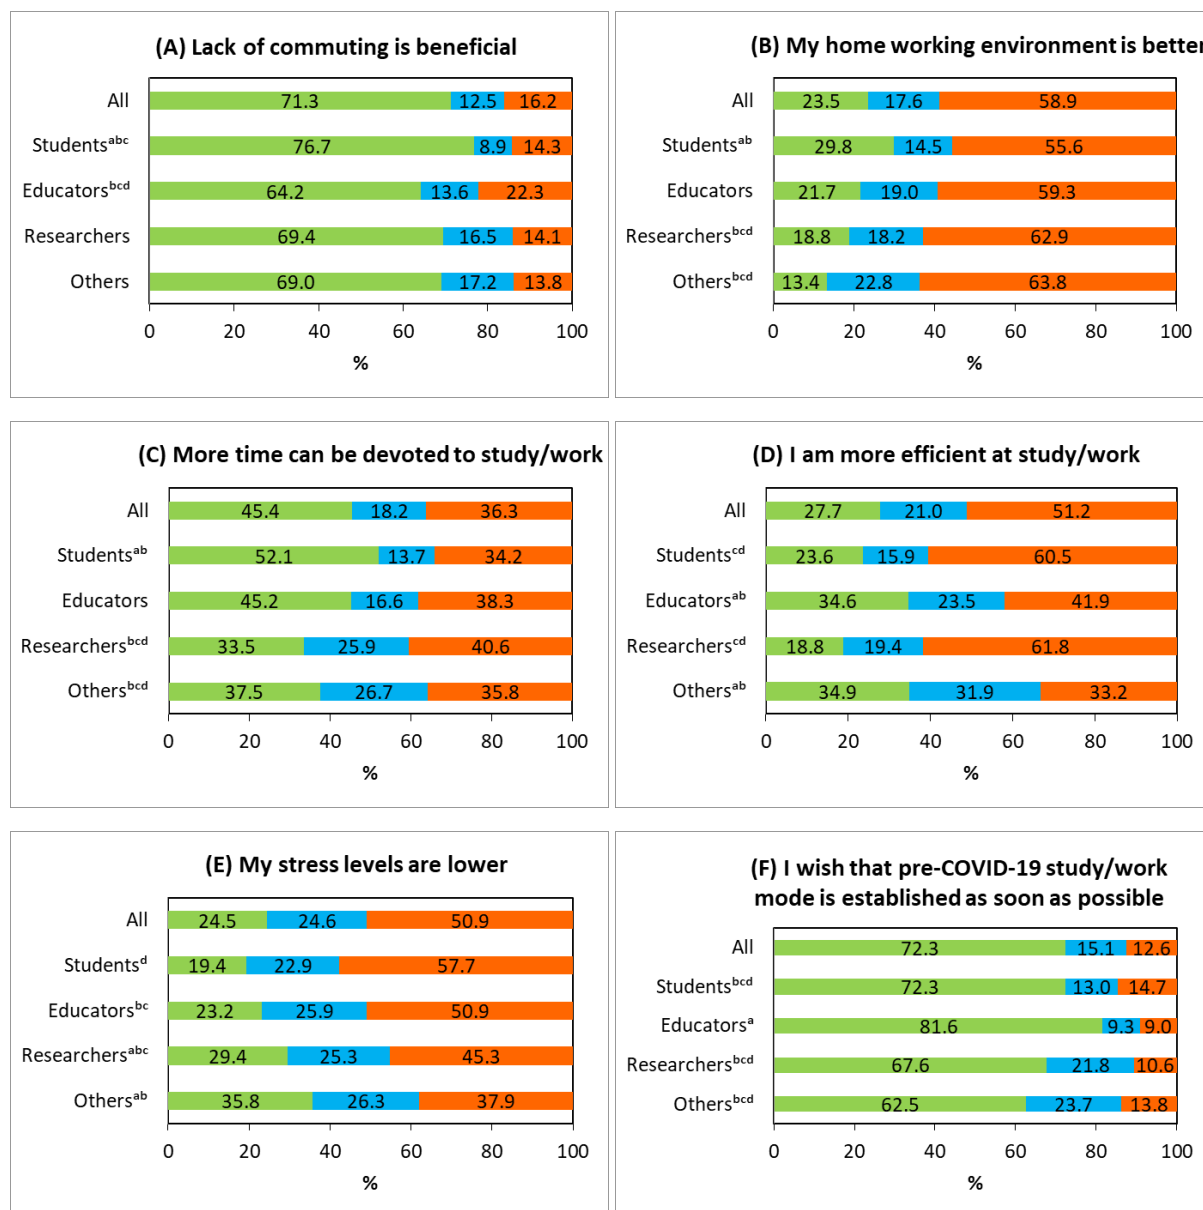 (A) Lack of commuting is beneficial
All 71.3 12.5 16.2
Studentsᵃᵇᶜ 76.7 8.9 14.3
Educatorsᵇᶜᵈ 64.2 13.6 22.3
Researchers 69.4 16.5 14.1
Others 69.0 17.2 13.8
0 20 40 60 80 100
%
(B) My home working environment is better
All 23.5 17.6 58.9
Studentsᵃᵇ 29.8 14.5 55.6
Educators 21.7 19.0 59.3
Researchersᵇᶜᵈ 18.8 18.2 62.9
Othersᵇᶜᵈ 13.4 22.8 63.8
0 20 40 60 80 100
%
(C) More time can be devoted to study/work
All 45.4 18.2 36.3
Studentsᵃᵇ 52.1 13.7 34.2
Educators 45.2 16.6 38.3
Researchersᵇᶜᵈ 33.5 25.9 40.6
Othersᵇᶜᵈ 37.5 26.7 35.8
0 20 40 60 80 100
%
(D) I am more efficient at study/work
All 27.7 21.0 51.2
Studentsᶜᵈ 23.6 15.9 60.5
Educatorsᵃᵇ 34.6 23.5 41.9
Researchersᶜᵈ 18.8 19.4 61.8
Othersᵃᵇ 34.9 31.9 33.2
0 20 40 60 80 100
%
(E) My stress levels are lower
All 24.5 24.6 50.9
Studentsᵈ 19.4 22.9 57.7
Educatorsᵇᶜ 23.2 25.9 50.9
Researchersᵃᵇᶜ 29.4 25.3 45.3
Othersᵃᵇ 35.8 26.3 37.9
0 20 40 60 80 100
%
(F) I wish that pre-COVID-19 study/work
mode is established as soon as possible
All 72.3 15.1 12.6
Studentsᵇᶜᵈ 72.3 13.0 14.7
Educatorsᵃ 81.6 9.3 9.0
Researchersᵇᶜᵈ 67.6 21.8 10.6
Othersᵇᶜᵈ 62.5 23.7 13.8
0 20 40 60 80 100
%